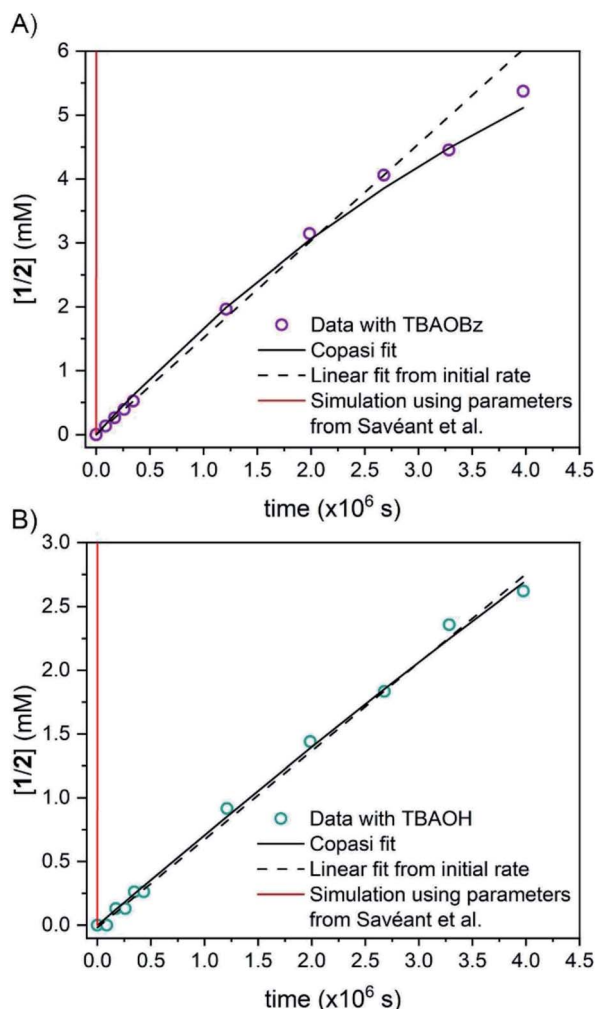 A)
6
5
4
3
2
1
0
[1/2] (mM)
Data with TBAOBz
Copasi fit
Linear fit from initial rate
Simulation using parameters
from Savéant et al.
0.0 0.5 1.0 1.5 2.0 2.5 3.0 3.5 4.0 4.5
time (x10⁶ s)
B)
3.0
2.5
2.0
1.5
1.0
0.5
0.0
[1/2] (mM)
Data with TBAOH
Copasi fit
Linear fit from initial rate
Simulation using parameters
from Savéant et al.
0.0 0.5 1.0 1.5 2.0 2.5 3.0 3.5 4.0 4.5
time (x10⁶ s)